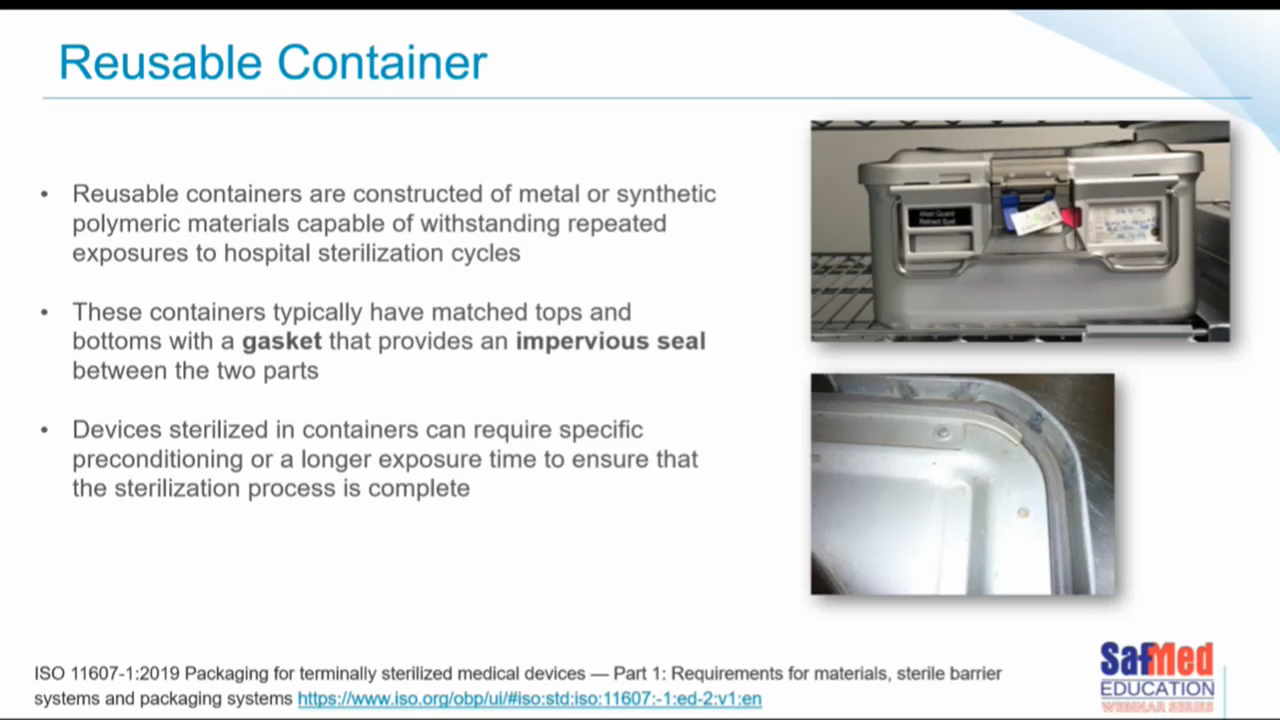 Reusable Container
• Reusable containers are constructed of metal or synthetic
polymeric materials capable of withstanding repeated
exposures to hospital sterilization cycles
• These containers typically have matched tops and
bottoms with a gasket that provides an impervious seal
between the two parts
• Devices sterilized in containers can require specific
preconditioning or a longer exposure time to ensure that
the sterilization process is complete
ISO 11607-1:2019 Packaging for terminally sterilized medical devices — Part 1: Requirements for materials, sterile barrier
systems and packaging systems https://www.iso.org/obp/ui/#iso:std:iso:11607:-1:ed-2:v1:en
SafMed
EDUCATION
WEBINAR SERIES